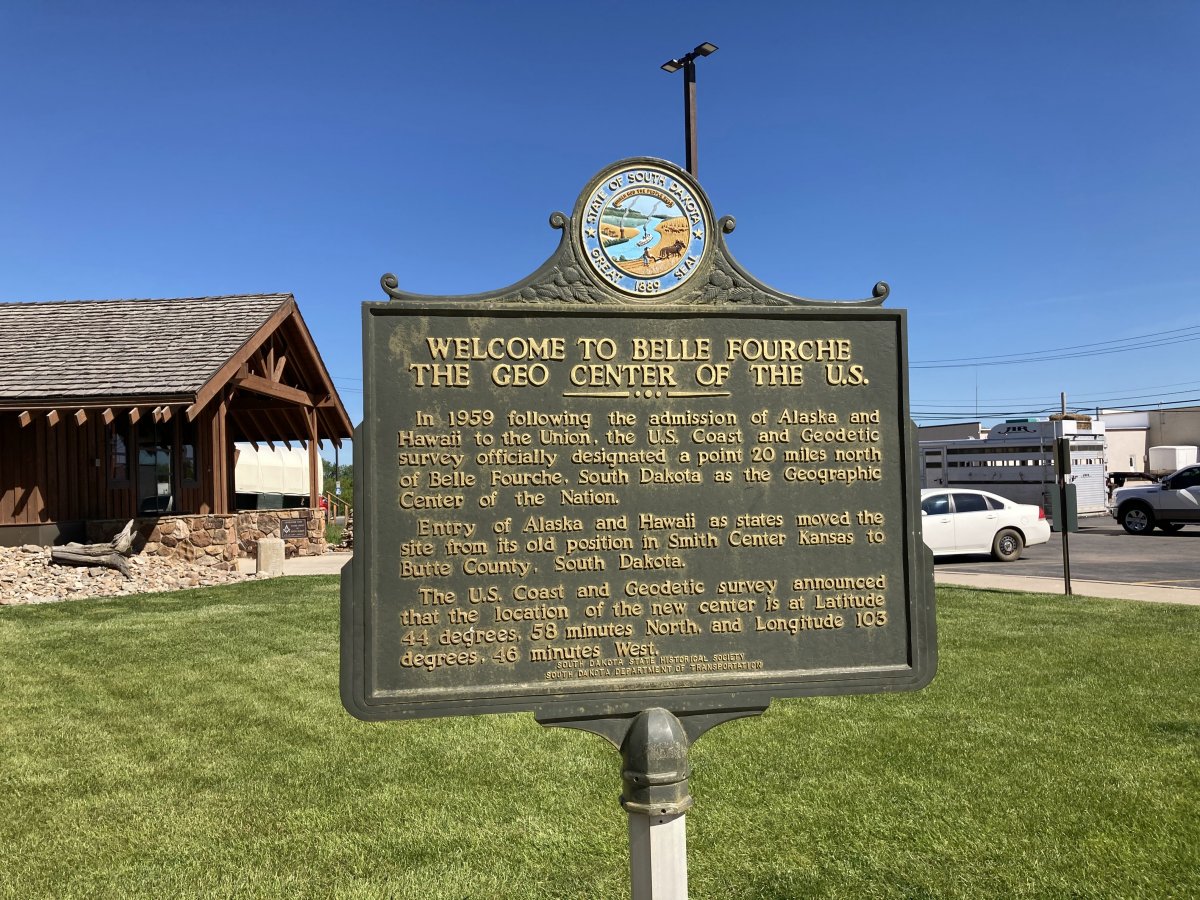 STATE OF SOUTH DAKOTA
GREAT SEAL
1889
WELCOME TO BELLE FOURCHE
THE GEO CENTER OF THE U.S.
In 1959 following the admission of Alaska and
Hawaii to the Union, the U.S. Coast and Geodetic
survey officially designated a point 20 miles north
of Belle Fourche, South Dakota as the Geographic
Center of the Nation.
Entry of Alaska and Hawaii as states moved the
site from its old position in Smith Center Kansas to
Butte County, South Dakota.
The U.S. Coast and Geodetic survey announced
that the location of the new center is at Latitude
44 degrees, 58 minutes North, and Longitude 103
degrees, 46 minutes West.
SOUTH DAKOTA STATE HISTORICAL SOCIETY
SOUTH DAKOTA DEPARTMENT OF TRANSPORTATION